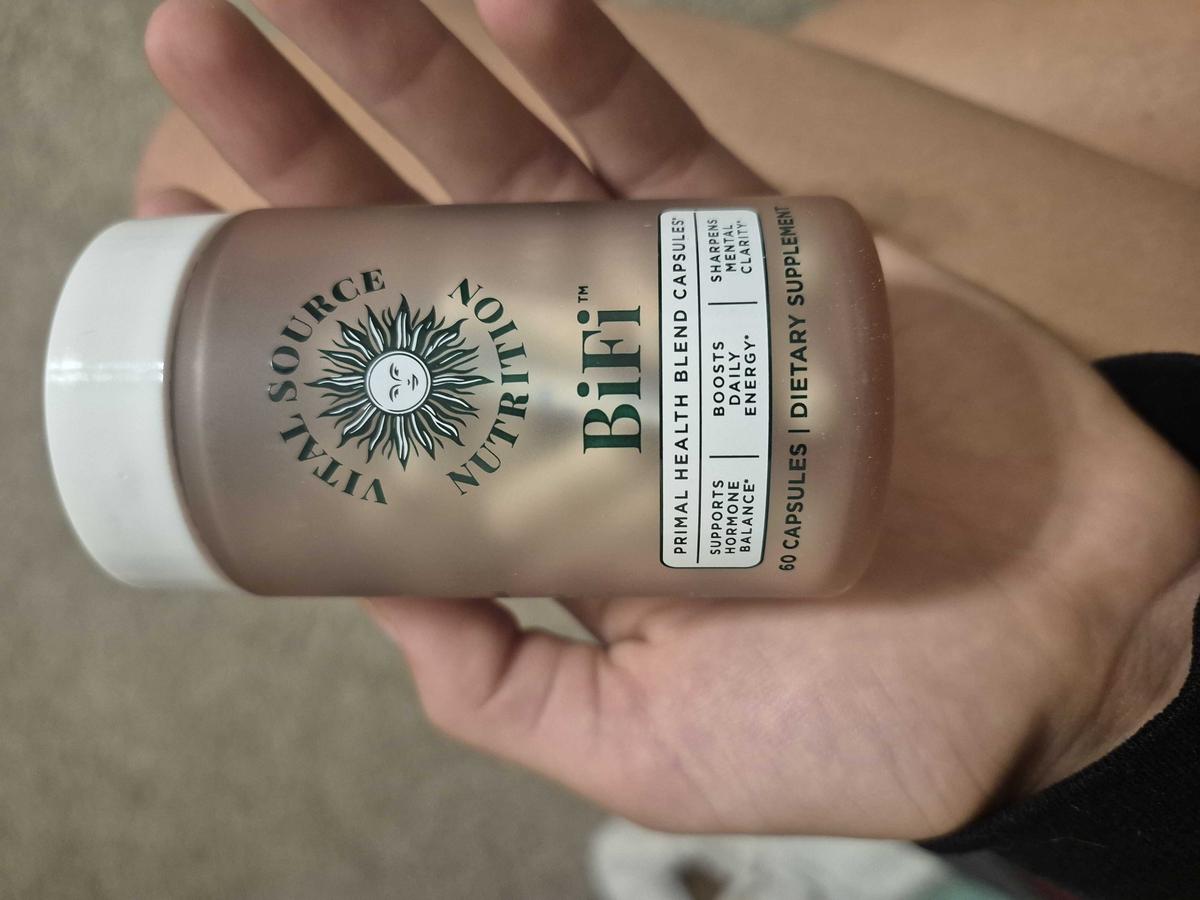 VITAL SOURCE
NUTRITION
BiFi™
PRIMAL HEALTH BLEND CAPSULES*
SUPPORTS
HORMONE
BALANCE*
BOOSTS
DAILY
ENERGY*
SHARPENS
MENTAL
CLARITY*
60 CAPSULES | DIETARY SUPPLEMENT